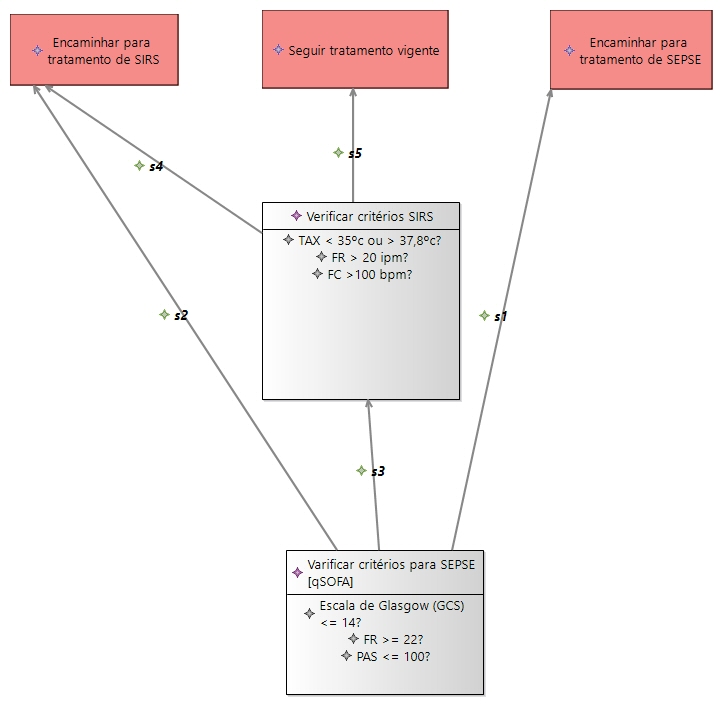 Encaminhar para
tratamento de SIRS
Seguir tratamento vigente
Encaminhar para
tratamento de SEPSE
s4
s5
Verificar critérios SIRS
TAX < 35ºc ou > 37,8ºc?
FR > 20 ipm?
FC >100 bpm?
s2
s1
s3
Varificar critérios para SEPSE
[qSOFA]
Escala de Glasgow (GCS)
<= 14?
FR >= 22?
PAS <= 100?